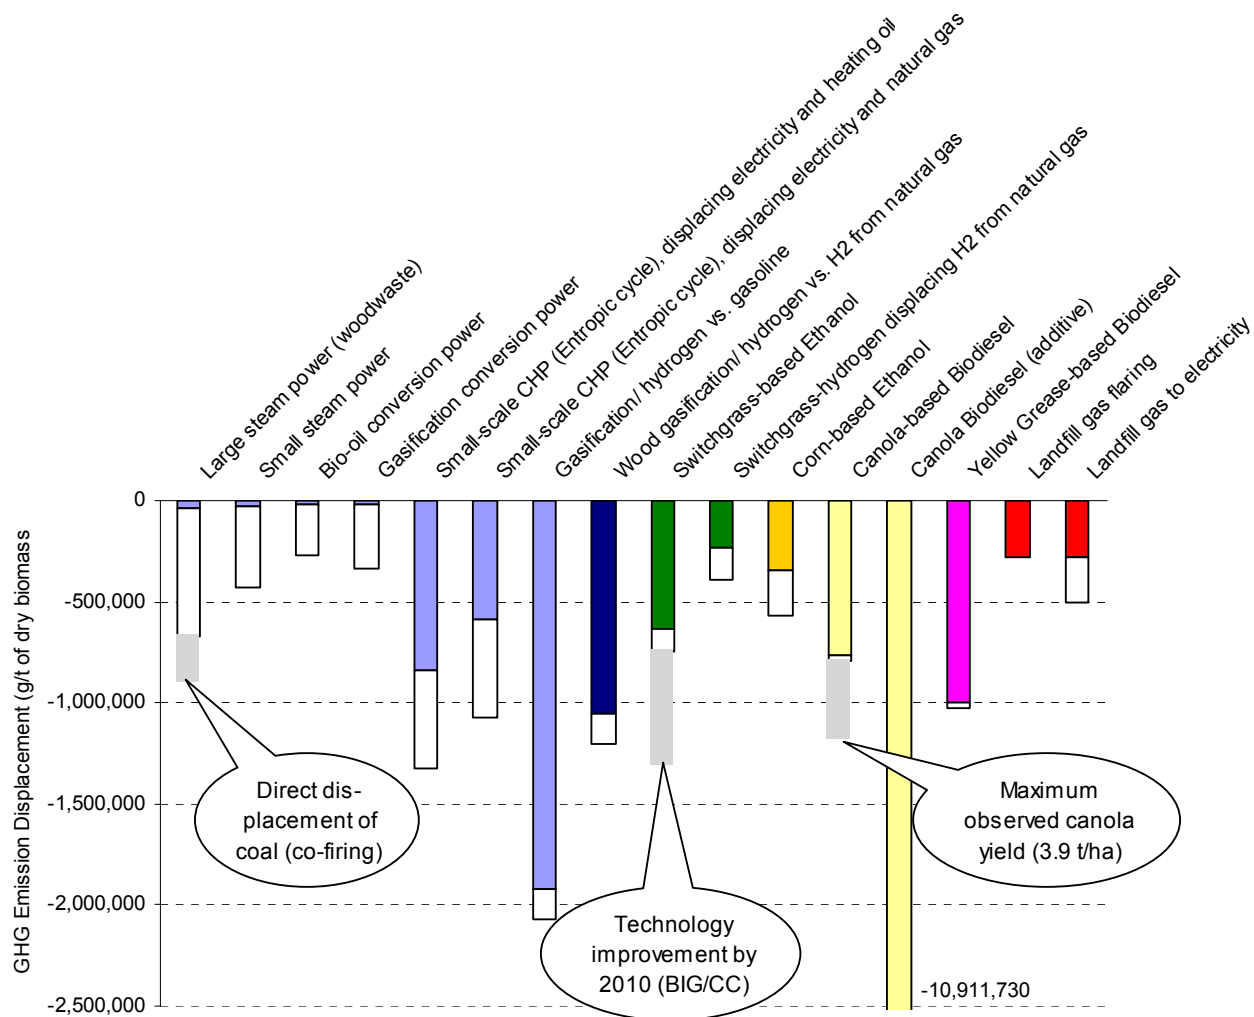 Large steam power (woodwaste)
Small steam power
Bio-oil conversion power
Gasification conversion power
Small-scale CHP (Entropic cycle), displacing electricity and heating oil
Small-scale CHP (Entropic cycle), displacing electricity and natural gas
Gasification/ hydrogen vs. gasoline
Wood gasification/ hydrogen vs. H2 from natural gas
Switchgrass-based Ethanol
Switchgrass-hydrogen displacing H2 from natural gas
Corn-based Ethanol
Canola-based Biodiesel
Canola Biodiesel (additive)
Yellow Grease-based Biodiesel
Landfill gas flaring
Landfill gas to electricity
GHG Emission Displacement (g/t of dry biomass)
0
-500,000
-1,000,000
-1,500,000
-2,000,000
-2,500,000
Direct dis-
placement of
coal (co-firing)
Technology
improvement by
2010 (BIG/CC)
Maximum
observed canola
yield (3.9 t/ha)
-10,911,730